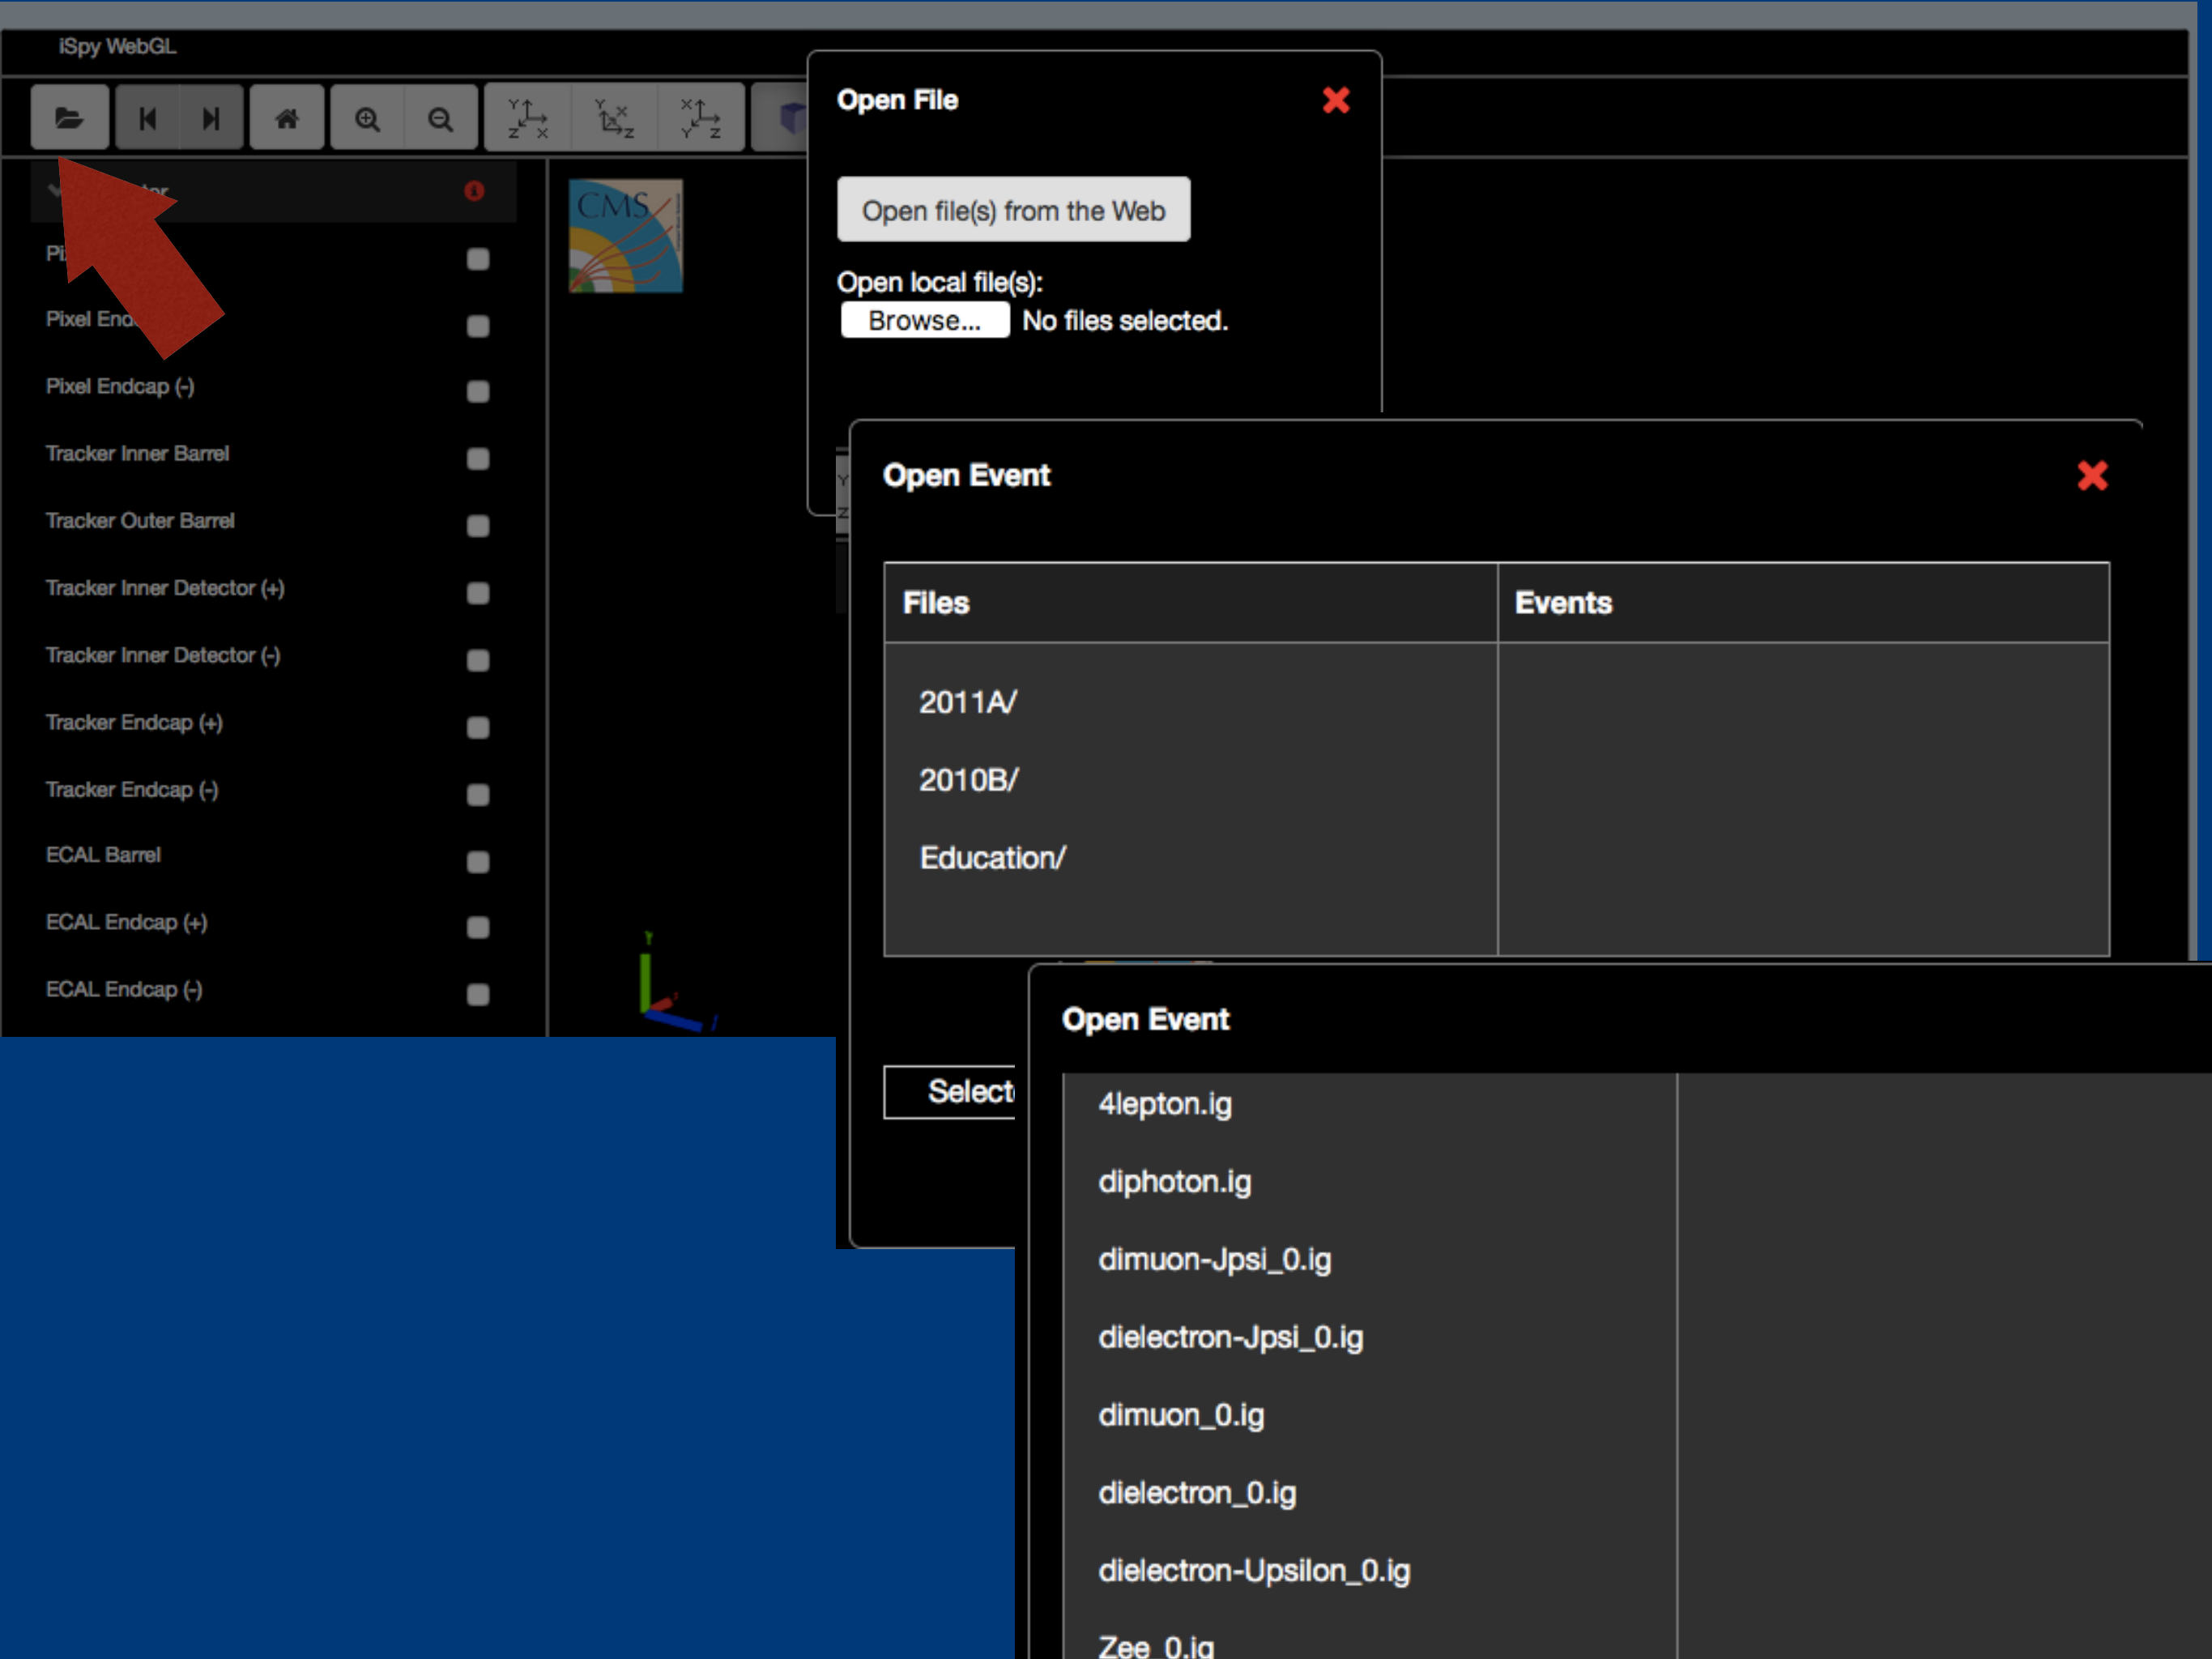 iSpy WebGL
Y
Z X
Y X
Z
X
Y Z
Pixel Endcap (-)
Tracker Inner Barrel
Tracker Outer Barrel
Tracker Inner Detector (+)
Tracker Inner Detector (-)
Tracker Endcap (+)
Tracker Endcap (-)
ECAL Barrel
ECAL Endcap (+)
ECAL Endcap (-)
CMS
Y
Open File
Open file(s) from the Web
Open local file(s):
Browse... No files selected.
Open Event
Files Events
2011A/
2010B/
Education/
Open Event
4lepton.ig
diphoton.ig
dimuon-Jpsi_0.ig
dielectron-Jpsi_0.ig
dimuon_0.ig
dielectron_0.ig
dielectron-Upsilon_0.ig
Zee_0.ig